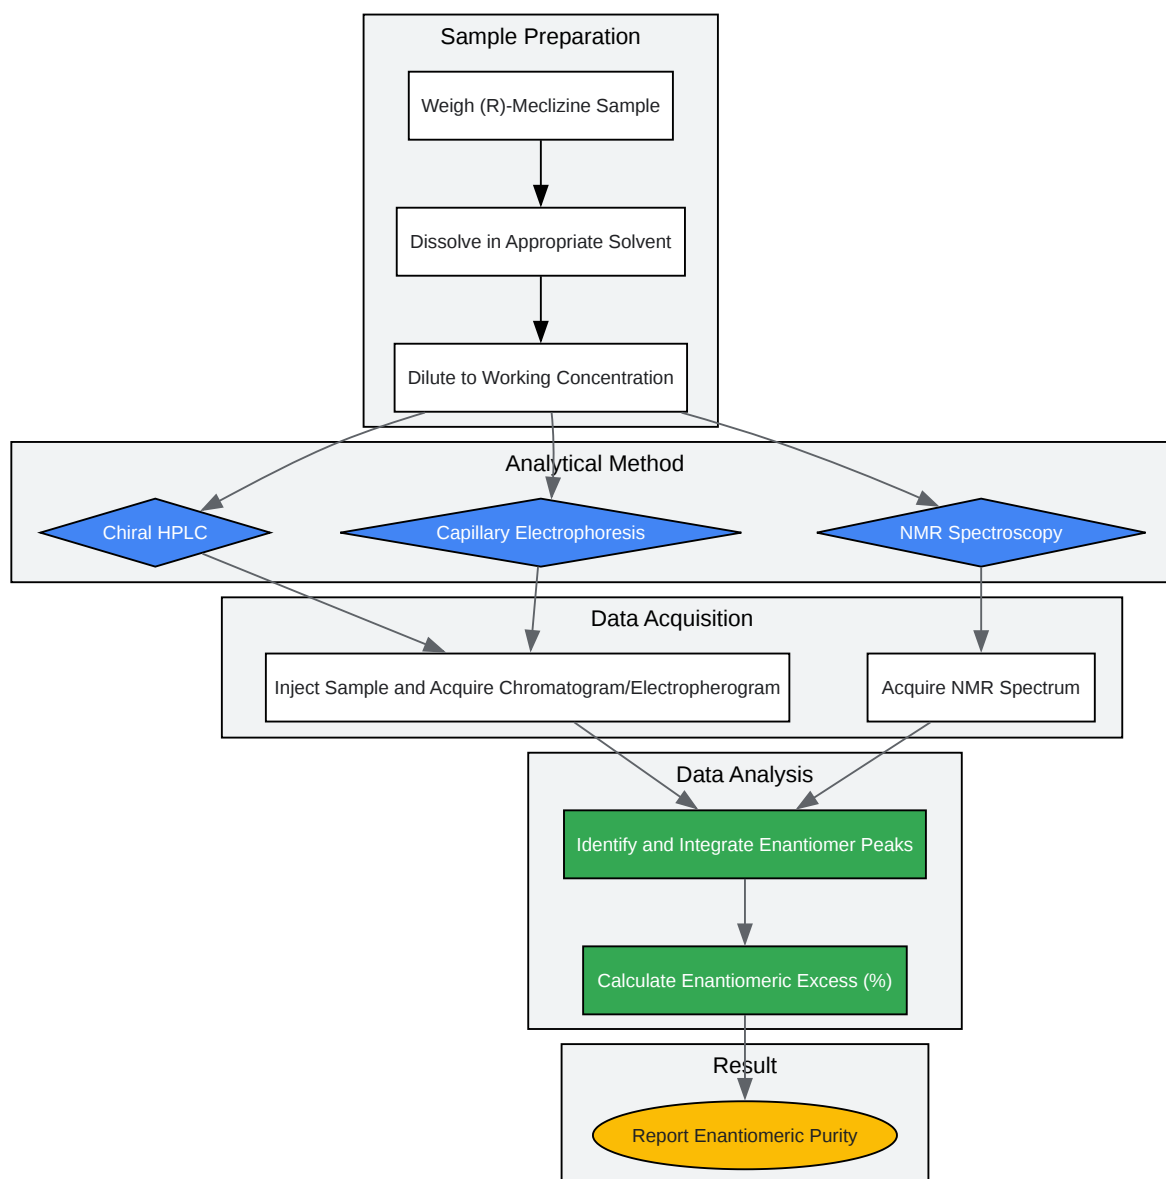 Sample Preparation
Weigh (R)-Meclizine Sample
Dissolve in Appropriate Solvent
Dilute to Working Concentration
Analytical Method
Chiral HPLC
Capillary Electrophoresis
NMR Spectroscopy
Data Acquisition
Inject Sample and Acquire Chromatogram/Electropherogram
Acquire NMR Spectrum
Data Analysis
Identify and Integrate Enantiomer Peaks
Calculate Enantiomeric Excess (%)
Result
Report Enantiomeric Purity